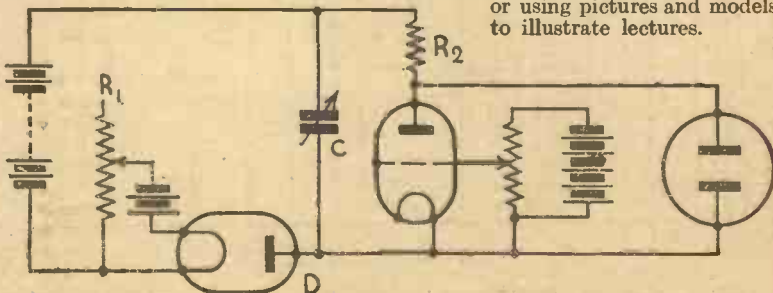 or using pictures and models
to illustrate lectures.
R1
R2
C
D